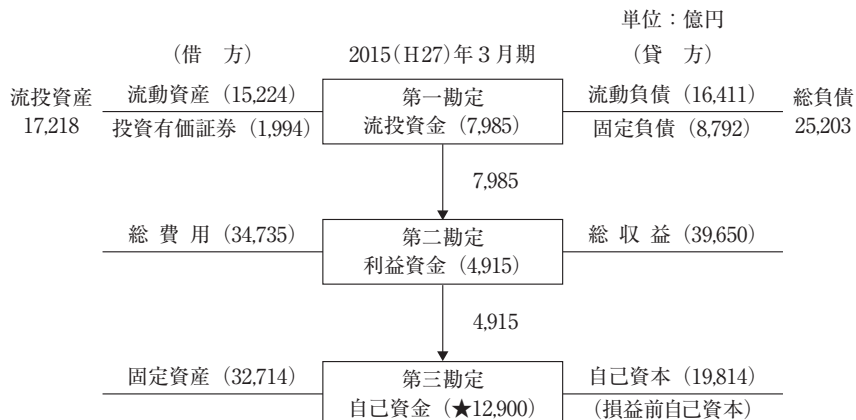 単位：億円
（借　方）　2015（H27）年３月期　（貸　方）
流投資産　流動資産（15,224）　第一勘定　流動負債（16,411）　総負債
17,218　投資有価証券（1,994）　流投資金（7,985）　固定負債（8,792）　25,203
7,985
総 費 用（34,735）　第二勘定　総 収 益（39,650）
利益資金（4,915）
4,915
固定資産（32,714）　第三勘定　自己資本（19,814）
自己資金（★12,900）　（損益前自己資本）